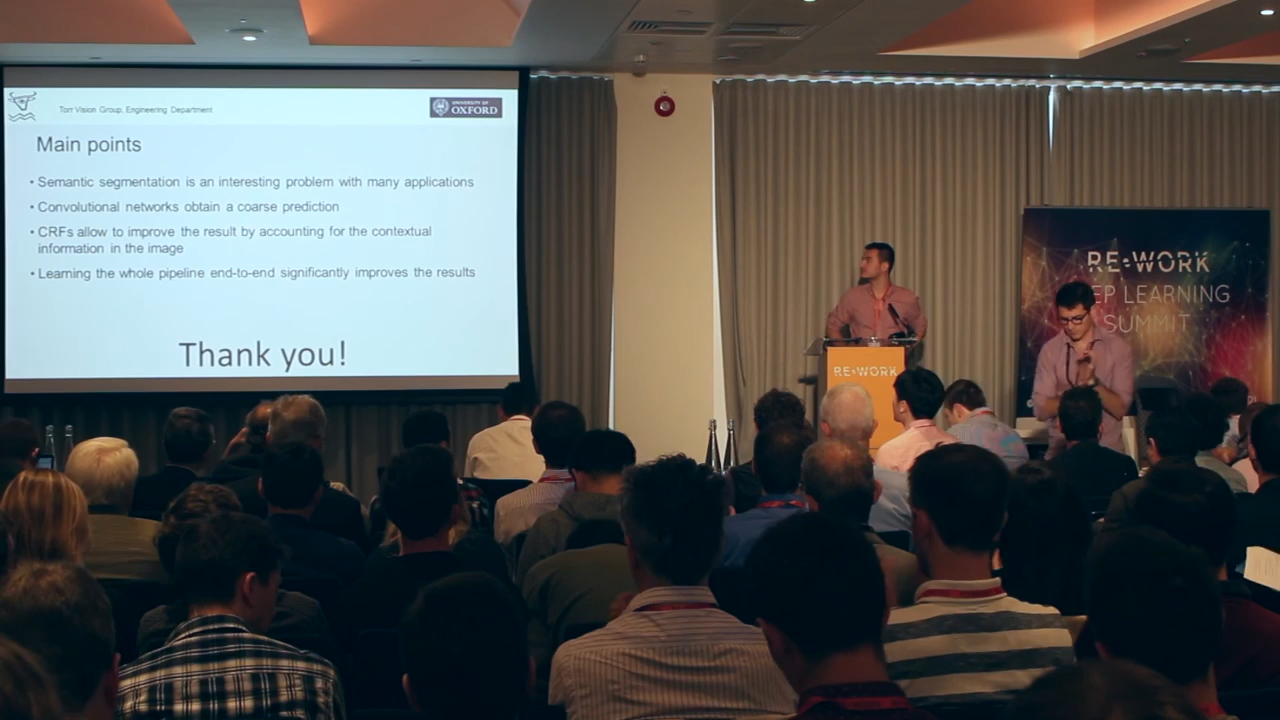 Torr Vision Group, Engineering Department
UNIVERSITY OF
OXFORD
Main points
• Semantic segmentation is an interesting problem with many applications
• Convolutional networks obtain a coarse prediction
• CRFs allow to improve the result by accounting for the contextual
information in the image
• Learning the whole pipeline end-to-end significantly improves the results
Thank you!
RE•WORK
RE•WORK
EP LEARNING
SUMMIT